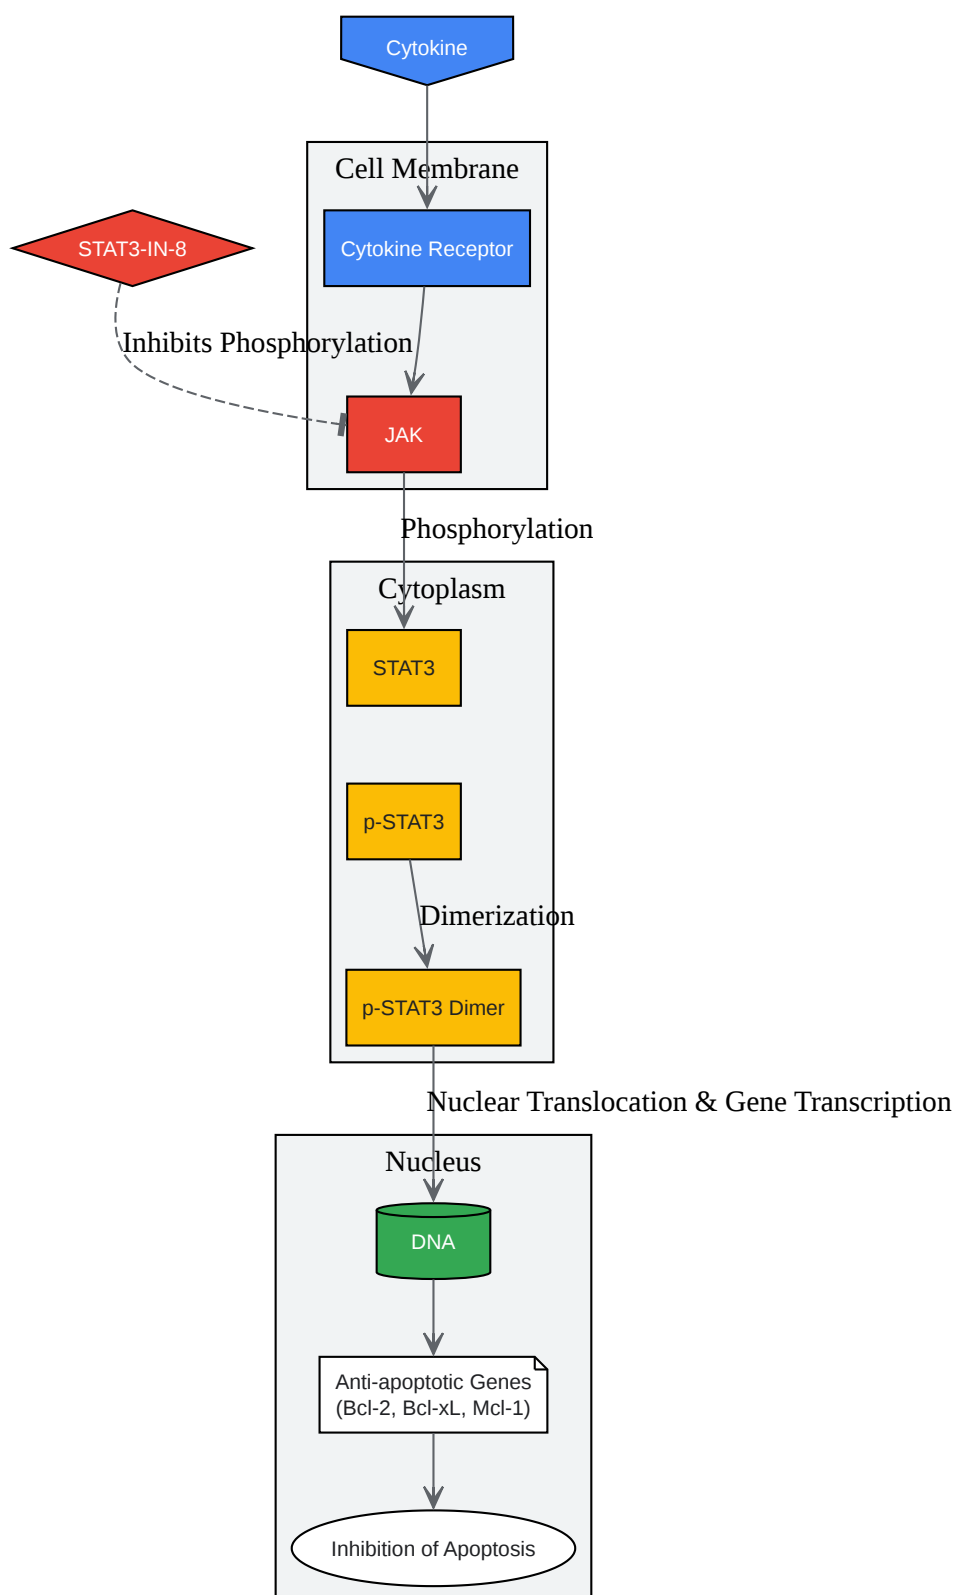 Cytokine
Cell Membrane
STAT3-IN-8
Cytokine Receptor
Inhibits Phosphorylation
JAK
Phosphorylation
Cytoplasm
STAT3
p-STAT3
Dimerization
p-STAT3 Dimer
Nuclear Translocation & Gene Transcription
Nucleus
DNA
Anti-apoptotic Genes
(Bcl-2, Bcl-xL, Mcl-1)
Inhibition of Apoptosis